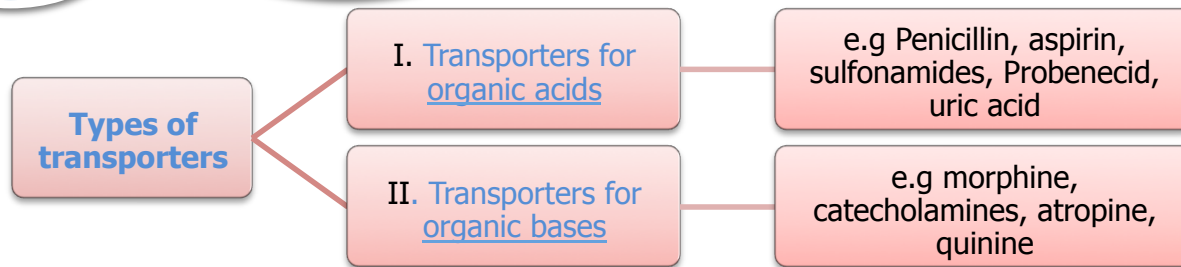 Types of
transporters
I. Transporters for
organic acids
e.g Penicillin, aspirin,
sulfonamides, Probenecid,
uric acid
II. Transporters for
organic bases
e.g morphine,
catecholamines, atropine,
quinine